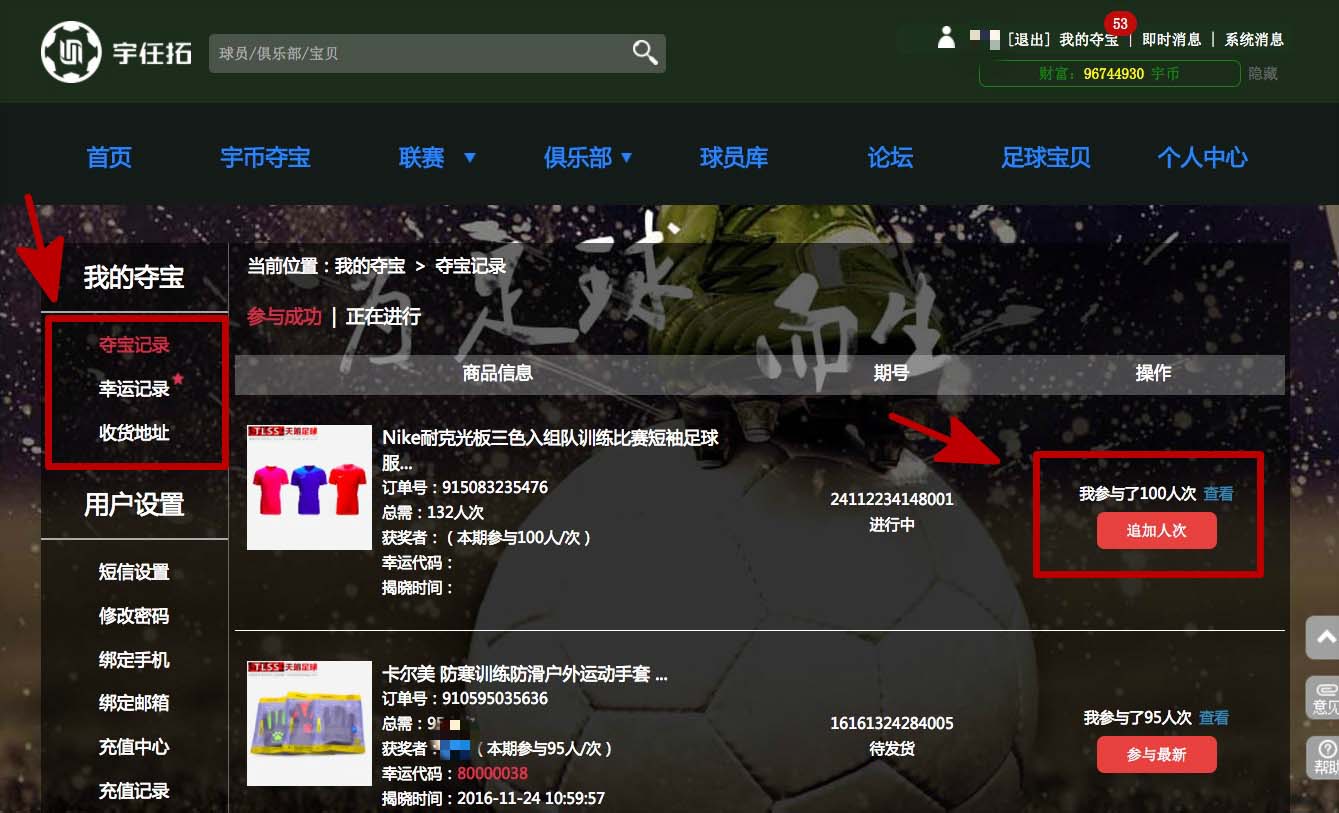 宇任拓
球员/俱乐部/宝贝
53
[退出] 我的夺宝 | 即时消息 | 系统消息
财富：96744930 宇币 隐藏
首页 宇币夺宝 联赛 ▼ 俱乐部 ▼ 球员库 论坛 足球宝贝 个人中心
为足球而生
我的夺宝
夺宝记录
幸运记录
收货地址
用户设置
短信设置
修改密码
绑定手机
绑定邮箱
充值中心
充值记录
当前位置：我的夺宝 > 夺宝记录
参与成功 | 正在进行
商品信息 期号 操作
TLSS 天朗足球
Nike耐克光板三色入组队训练比赛短袖足球
服...
订单号：915083235476
总需：132人次
获奖者：（本期参与100人/次）
幸运代码：
揭晓时间：
24112234148001
进行中
我参与了100人次 查看
追加人次
TLSS 天朗足球
卡尔美 防寒训练防滑户外运动手套 ...
订单号：910595035636
总需：95
获奖者：（本期参与95人/次）
幸运代码：80000038
揭晓时间：2016-11-24 10:59:57
16161324284005
待发货
我参与了95人次 查看
参与最新
意见
帮助